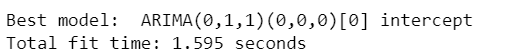 Best model:  ARIMA(0,1,1)(0,0,0)[0] intercept
Total fit time: 1.595 seconds